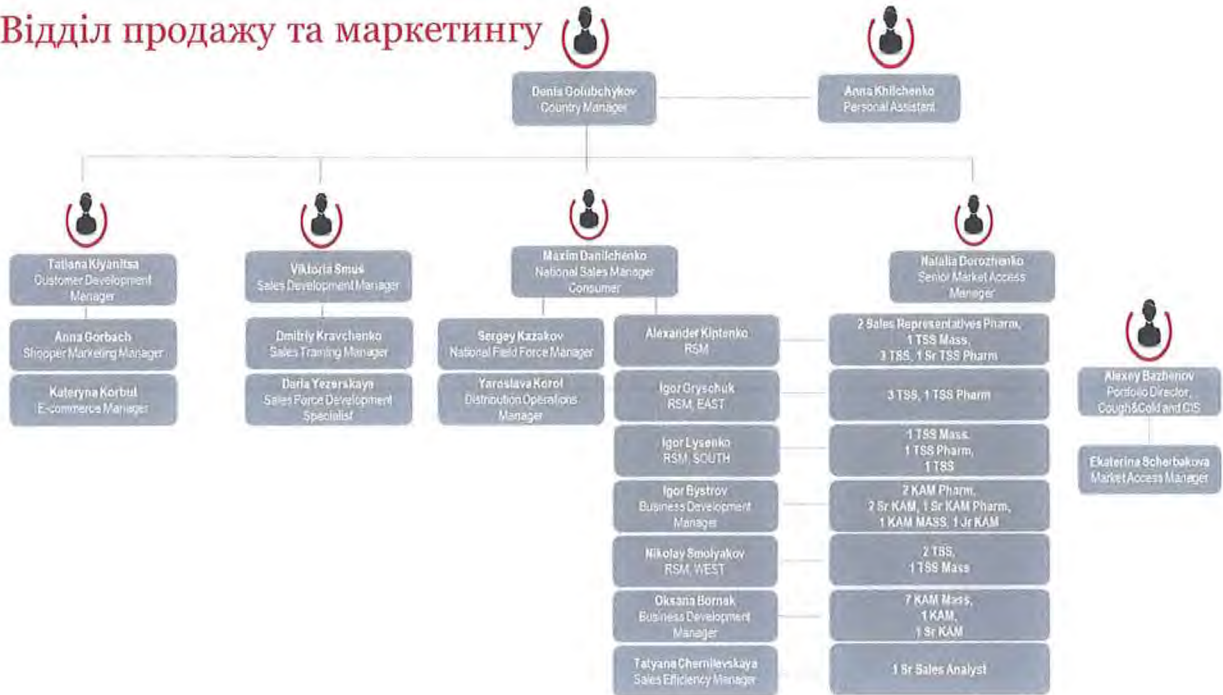 Відділ продажу та маркетингу
Denis Golubchykov
Country Manager
Anna Khilchenko
Personal Assistant
Tatiana Kiyanitsa
Customer Development
Manager
Anna Gorbach
Shopper Marketing Manager
Kateryna Korbut
E-commerce Manager
Viktoria Smus
Sales Development Manager
Dmitriy Kravchenko
Sales Training Manager
Daria Yezerskaya
Sales Force Development
Specialist
Maxim Danilchenko
National Sales Manager
Consumer
Sergey Kazakov
National Field Force Manager
Yaroslava Korol
Distribution Operations
Manager
Alexander Kiptenko
RSM
Igor Gryschuk
RSM, EAST
Igor Lysenko
RSM, SOUTH
Igor Bystrov
Business Development
Manager
Nikolay Smolyakov
RSM, WEST
Oksana Bornak
Business Development
Manager
Tatyana Chernilevskaya
Sales Efficiency Manager
Natalia Dorozhenko
Senior Market Access
Manager
2 Sales Representatives Pharm,
1 TSS Mass,
3 TSS, 1 Sr TSS Pharm
3 TSS, 1 TSS Pharm
1 TSS Mass.
1 TSS Pharm,
1 TSS
2 KAM Pharm,
2 Sr KAM, 1 Sr KAM Pharm,
1 KAM MASS, 1 Jr KAM
2 TSS,
1 TSS Mass
7 KAM Mass,
1 KAM,
1 Sr KAM
1 Sr Sales Analyst
Alexey Bazhenov
Portfolio Director,
Cough&Cold and CIS
Ekaterina Scherbakova
Market Access Manager